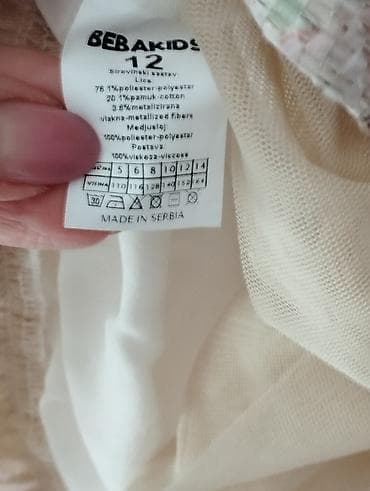 BEBAKIDS
12
Sirovinski sastav
Lice
76.1%poliester-polyestar
20.1%pamuk-cotton
3.8%metalizirana
vlakna-metallized fibers
Medjusloj
100%poliester-polyestar
Postava
100%viskoza-viscose
5 6 8 10 12 14
VISINA 110 116 128 140 152 164
30
MADE IN SERBIA